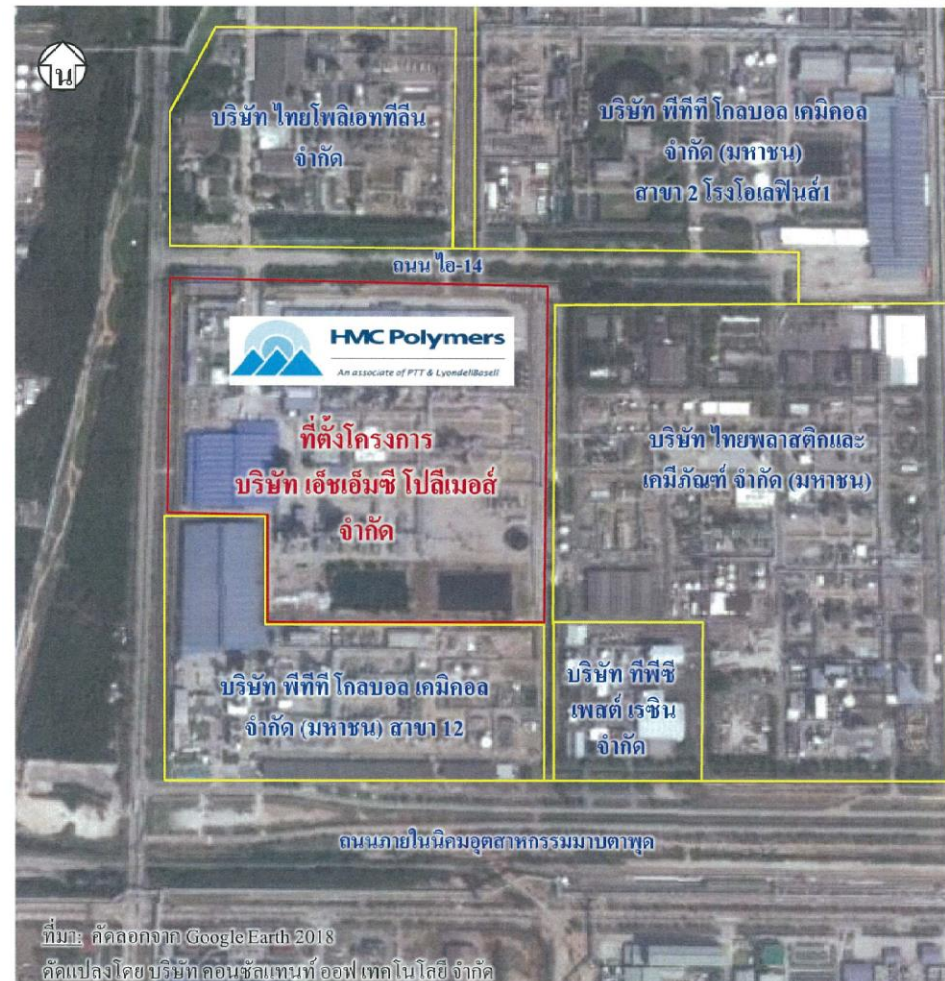 น
บริษัท ไทยโพลิเอททีลีน
จำกัด
บริษัท พีทีที โกลบอล เคมิคอล
จำกัด (มหาชน)
สาขา 2 โรงโอเลฟินส์1
ถนน ไอ-14
HMC Polymers
An associate of PTT & LyondellBasell
ที่ตั้งโครงการ
บริษัท เอ็ชเอ็มซี โปลีเมอส์
จำกัด
บริษัท ไทยพลาสติกและ
เคมีภัณฑ์ จำกัด (มหาชน)
บริษัท พีทีที โกลบอล เคมิคอล
จำกัด (มหาชน) สาขา 12
บริษัท ทีพีซี
เพสต์ เรซิน
จำกัด
ถนนภายในนิคมอุตสาหกรรมมาบตาพุด
ที่มา: คัดลอกจาก Google Earth 2018
ดัดแปลงโดย บริษัท คอนซัลแทนท์ ออฟ เทคโนโลยี จำกัด